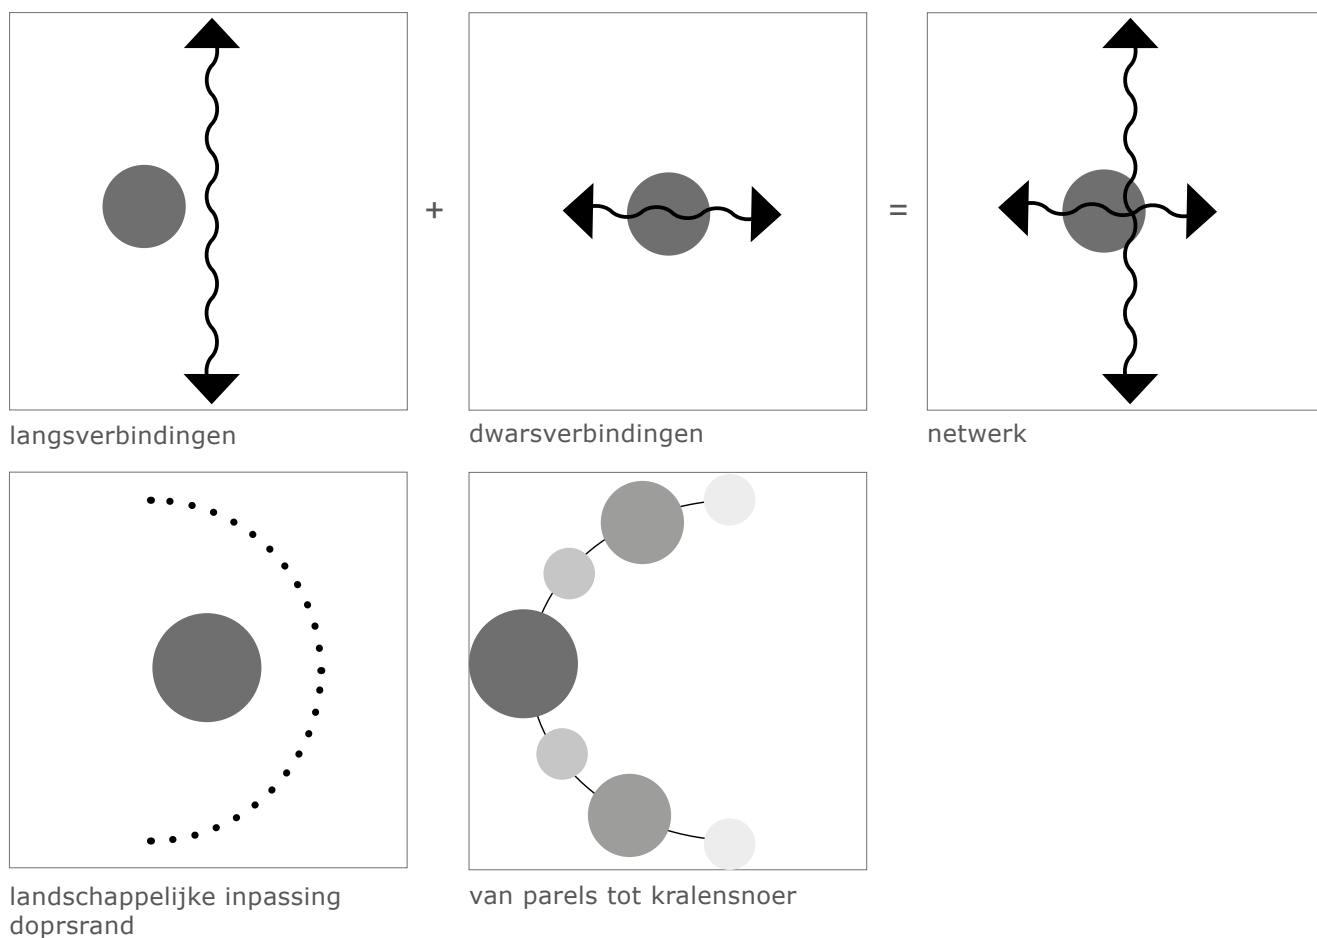 +
=
langsverbindingen
dwarsverbindingen
netwerk
landschappelijke inpassing
doprsrand
van parels tot kralensnoer